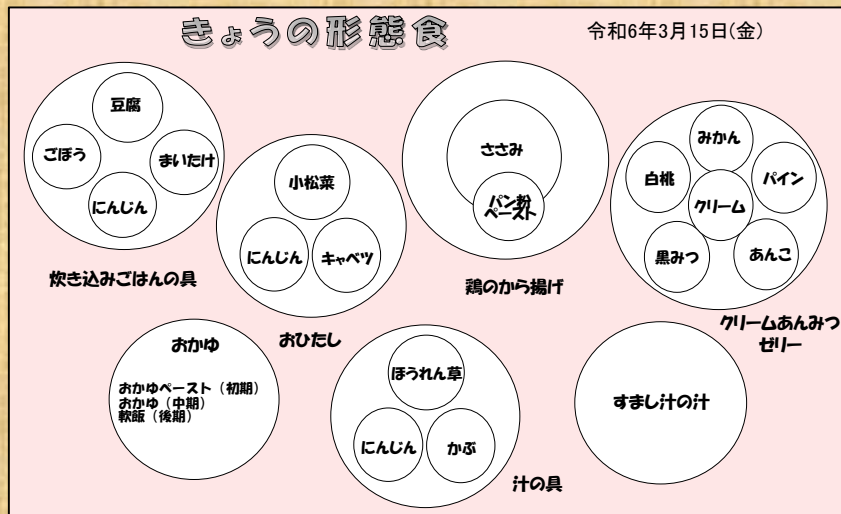 きょうの形態食
令和6年3月15日(金)
豆腐
ごぼう
まいたけ
にんじん
炊き込みごはんの具
小松菜
にんじん
キャベツ
おひたし
ささみ
パン粉
ペースト
鶏のから揚げ
みかん
白桃
パイン
クリーム
黒みつ
あんこ
クリームあんみつ
ゼリー
おかゆ
おかゆペースト（初期）
おかゆ（中期）
軟飯（後期）
ほうれん草
にんじん
かぶ
汁の具
すまし汁の汁